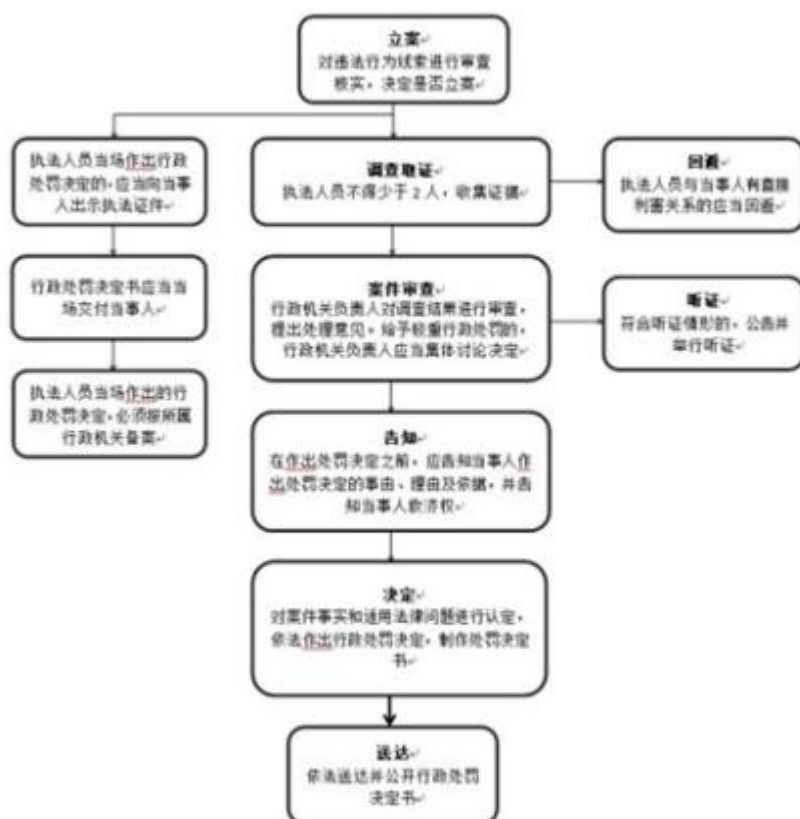 立案
对违法行为线索进行审查
核实，决定是否立案
执法人员当场作出行政
处罚决定的，应当向当事
人出示执法证件
调查取证
执法人员不得少于2人，收集证据
回避
执法人员与当事人有直接
利害关系的应当回避
行政处罚决定书应当当
场交付当事人
案件审查
行政机关负责人对调查结果进行审查，
提出处理意见。给予较重行政处罚的，
行政机关负责人应当集体讨论决定
听证
符合听证情形的，公告并
举行听证
执法人员当场作出的行
政处罚决定，必须报所属
行政机关备案
告知
在作出处罚决定之前，应告知当事人作
出处罚决定的事由、理由及依据，并告
知当事人救济权
决定
对案件事实和适用法律问题进行认定，
依法作出行政处罚决定，制作处罚决定
书
送达
依法送达并公开行政处罚
决定书